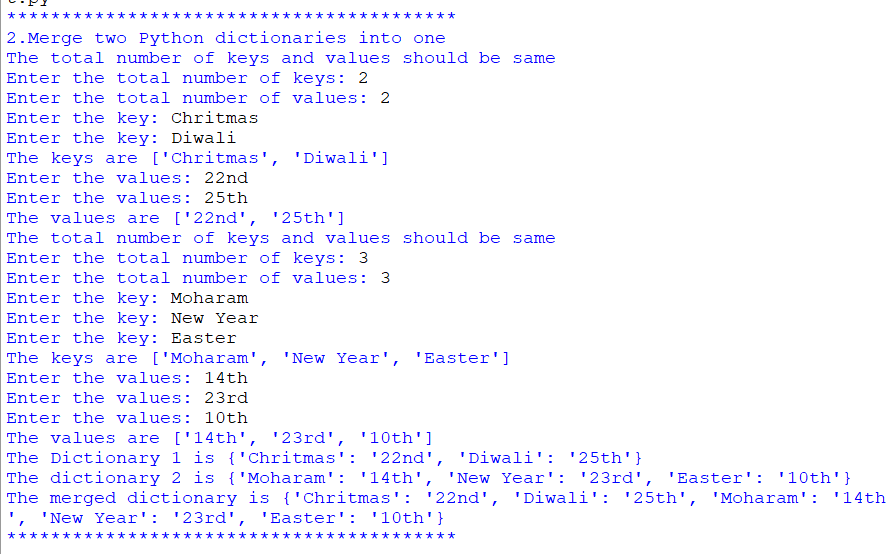 *****************************************
2.Merge two Python dictionaries into one
The total number of keys and values should be same
Enter the total number of keys: 2
Enter the total number of values: 2
Enter the key: Chritmas
Enter the key: Diwali
The keys are ['Chritmas', 'Diwali']
Enter the values: 22nd
Enter the values: 25th
The values are ['22nd', '25th']
The total number of keys and values should be same
Enter the total number of keys: 3
Enter the total number of values: 3
Enter the key: Moharam
Enter the key: New Year
Enter the key: Easter
The keys are ['Moharam', 'New Year', 'Easter']
Enter the values: 14th
Enter the values: 23rd
Enter the values: 10th
The values are ['14th', '23rd', '10th']
The Dictionary 1 is {'Chritmas': '22nd', 'Diwali': '25th'}
The dictionary 2 is {'Moharam': '14th', 'New Year': '23rd', 'Easter': '10th'}
The merged dictionary is {'Chritmas': '22nd', 'Diwali': '25th', 'Moharam': '14th
', 'New Year': '23rd', 'Easter': '10th'}
*****************************************